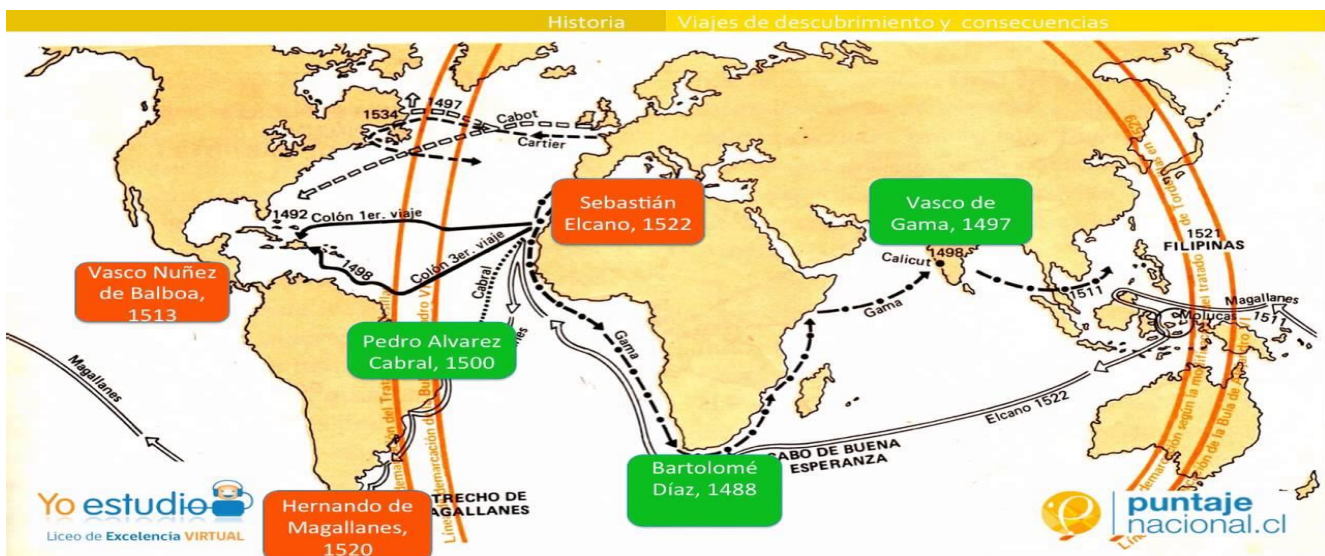 Historia
Viajes de descubrimiento y consecuencias
1534
1497
Cabot
Cartier
1492
Colón 1er. viaje
1498
Colón 3er. viaje
Cabral
Sebastián
Elcano, 1522
Vasco de
Gama, 1497
1498
Calicut
Gama
1511
1521
FILIPINAS
Magallanes
Molucas
1511
Vasco Nuñez
de Balboa,
1513
Pedro Alvarez
Cabral, 1500
Gama
Magallanes
Elcano 1522
CABO DE BUENA
ESPERANZA
Bartolomé
Díaz, 1488
TRECHO DE
AGALLANES
Hernando de
Magallanes,
1520
Yo estudio
Liceo de Excelencia VIRTUAL
puntaje
nacional.cl